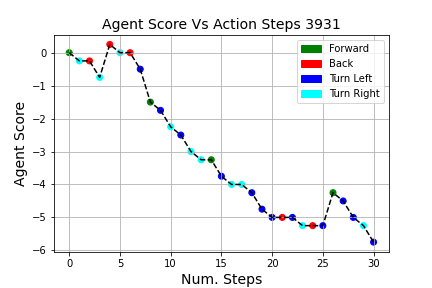 Agent Score Vs Action Steps 3931
Forward
Back
Turn Left
Turn Right
Agent Score
0
−1
−2
−3
−4
−5
−6
0 5 10 15 20 25 30
Num. Steps